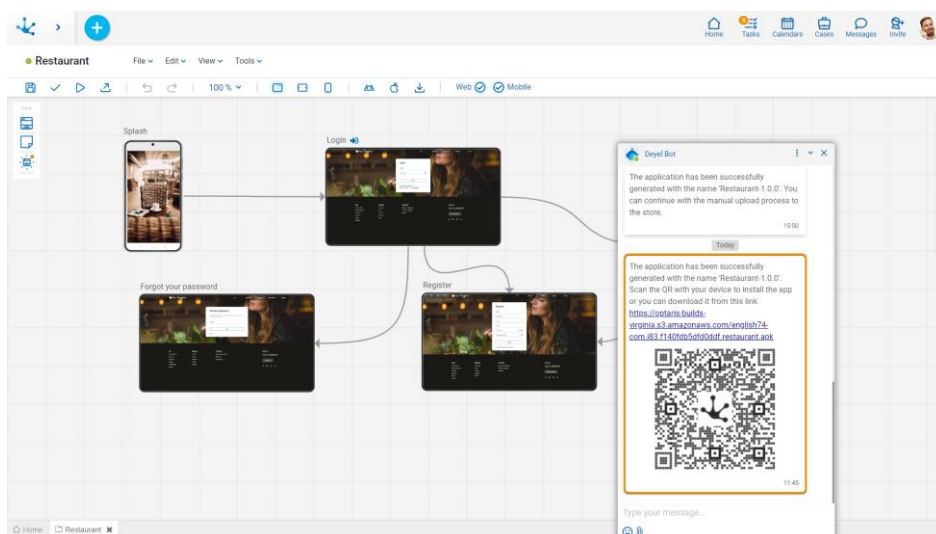 Home
Tasks
Calendars
Cases
Messages
Invite
Restaurant
File
Edit
View
Tools
100 %
Web
Mobile
Splash
Login
Forgot your password
Register
Deyel Bot
The application has been successfully
generated with the name 'Restaurant-1.0.0'. You
can continue with the manual upload process to
the store.
15:50
Today
The application has been successfully
generated with the name 'Restaurant-1.0.0'.
Scan the QR with your device to install the app
or you can download it from this link
https://optaris-builds-
virginia.s3.amazonaws.com/english74-
com.i83.f140fdb5dfd0ddf.restaurant.apk
11:45
Type your message...
Home
Restaurant